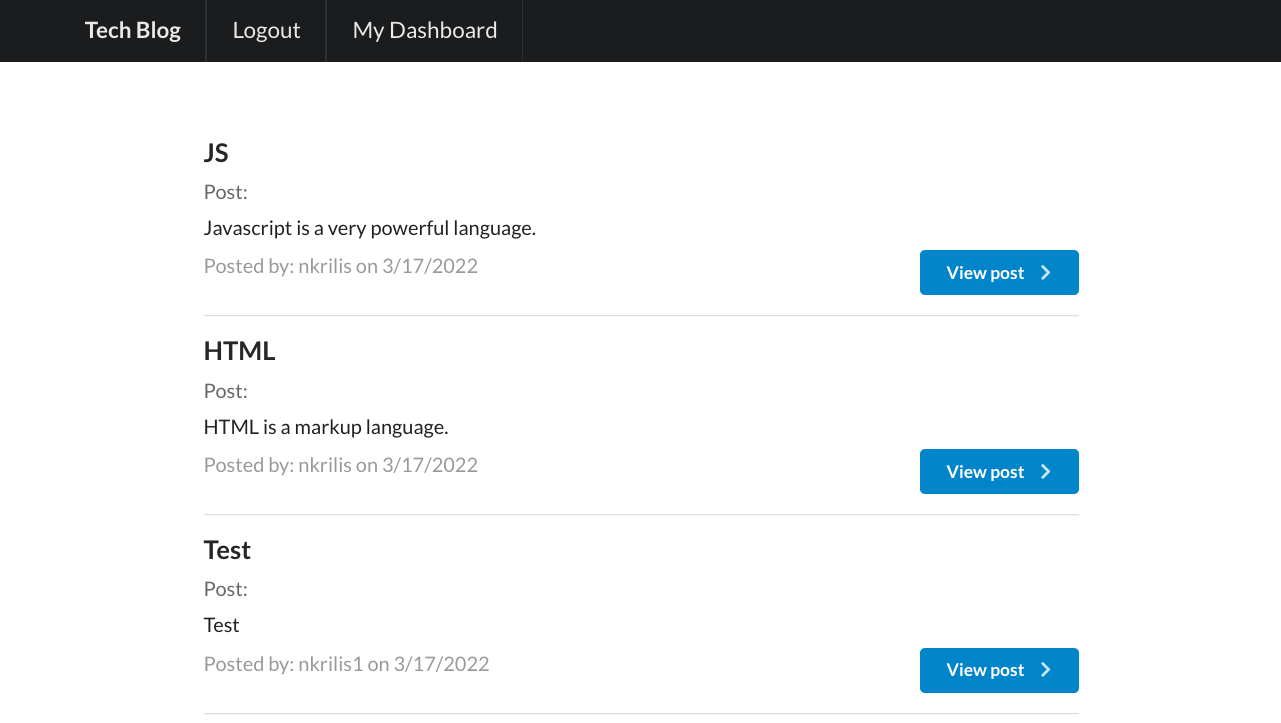 Tech Blog Logout My Dashboard
JS
Post:
Javascript is a very powerful language.
Posted by: nkrilis on 3/17/2022
View post
HTML
Post:
HTML is a markup language.
Posted by: nkrilis on 3/17/2022
View post
Test
Post:
Test
Posted by: nkrilis1 on 3/17/2022
View post